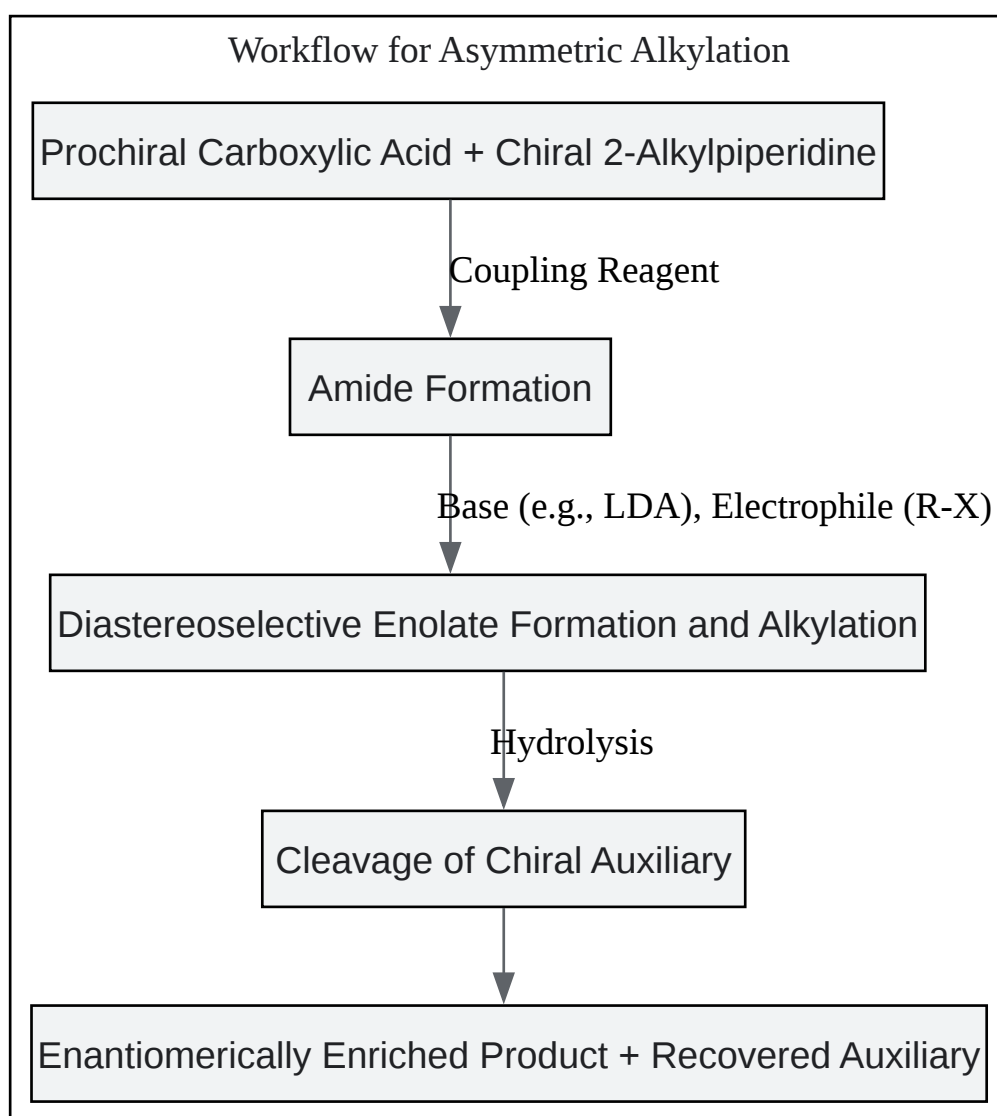 Workflow for Asymmetric Alkylation
Prochiral Carboxylic Acid + Chiral 2-Alkylpiperidine
Coupling Reagent
Amide Formation
Base (e.g., LDA), Electrophile (R-X)
Diastereoselective Enolate Formation and Alkylation
Hydrolysis
Cleavage of Chiral Auxiliary
Enantiomerically Enriched Product + Recovered Auxiliary